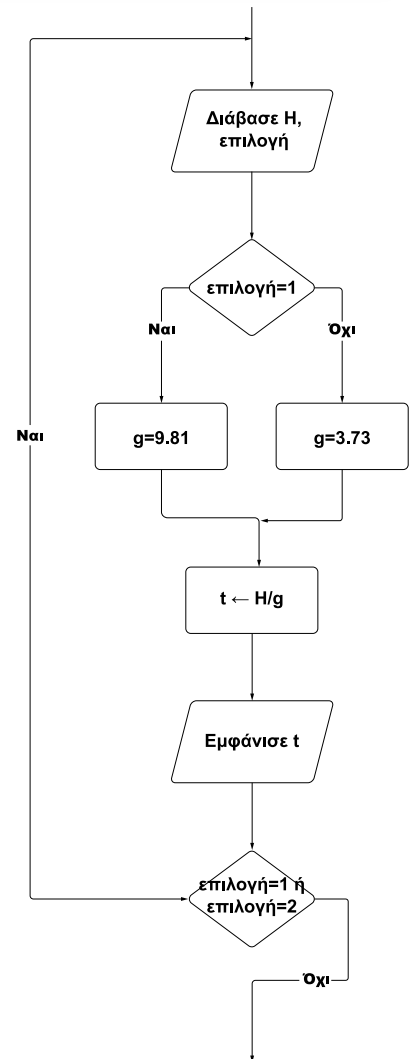 Διάβασε Η,
επιλογή
επιλογή=1
Ναι
Όχι
g=9.81
g=3.73
Ναι
t ← H/g
Εμφάνισε t
επιλογή=1 ή
επιλογή=2
Όχι